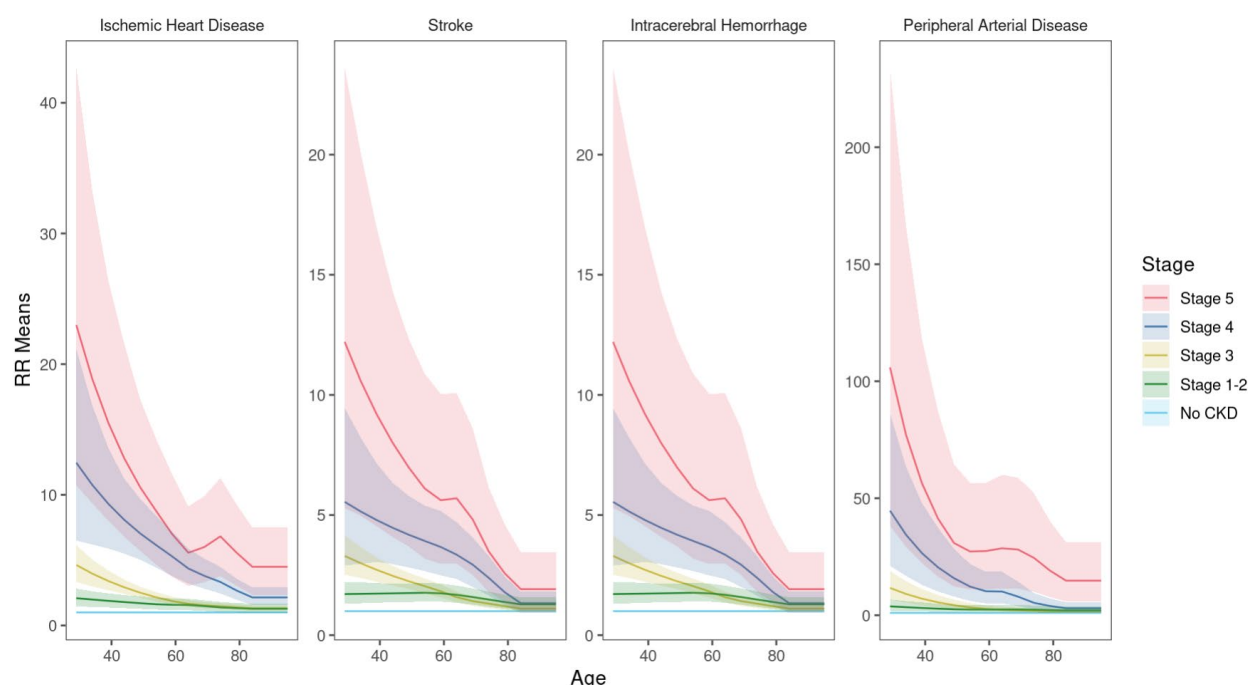 Ischemic Heart Disease
Stroke
Intracerebral Hemorrhage
Peripheral Arterial Disease
RR Means
40
30
20
10
0
40
60
80
20
15
10
5
0
40
60
80
20
15
10
5
0
40
60
80
200
150
100
50
0
40
60
80
Age
Stage
Stage 5
Stage 4
Stage 3
Stage 1-2
No CKD